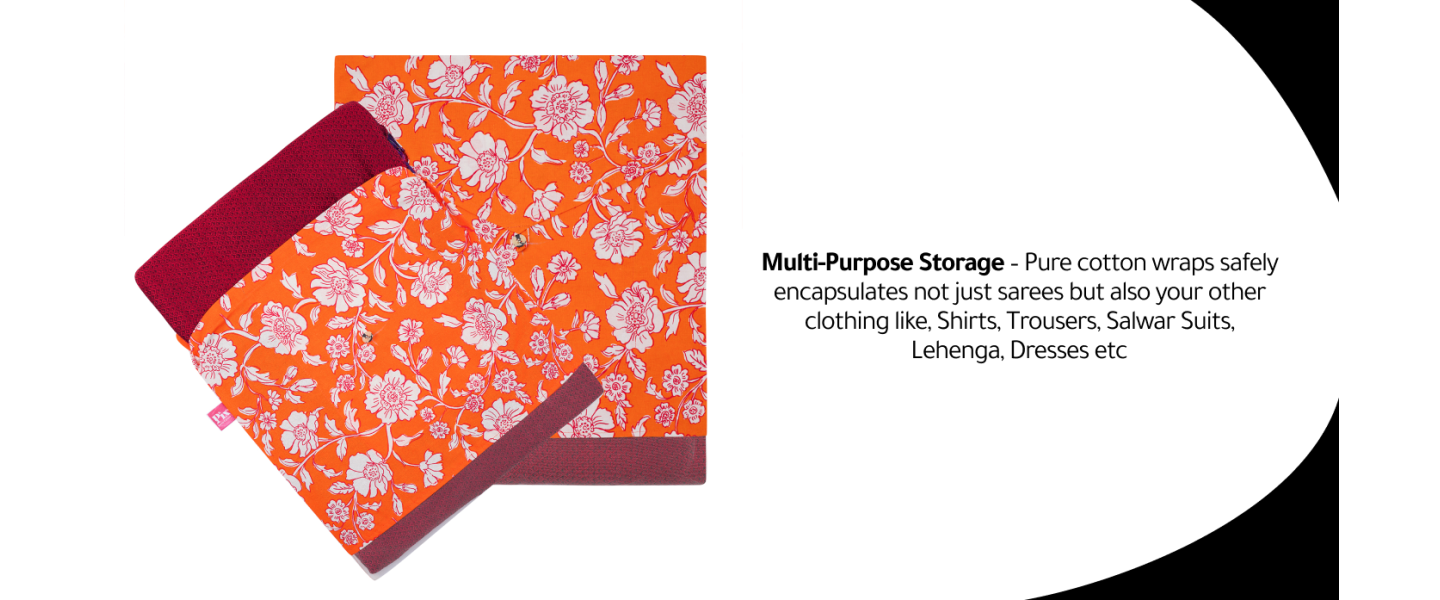 Multi-Purpose Storage - Pure cotton wraps safely
encapsulates not just sarees but also your other
clothing like, Shirts, Trousers, Salwar Suits,
Lehenga, Dresses etc